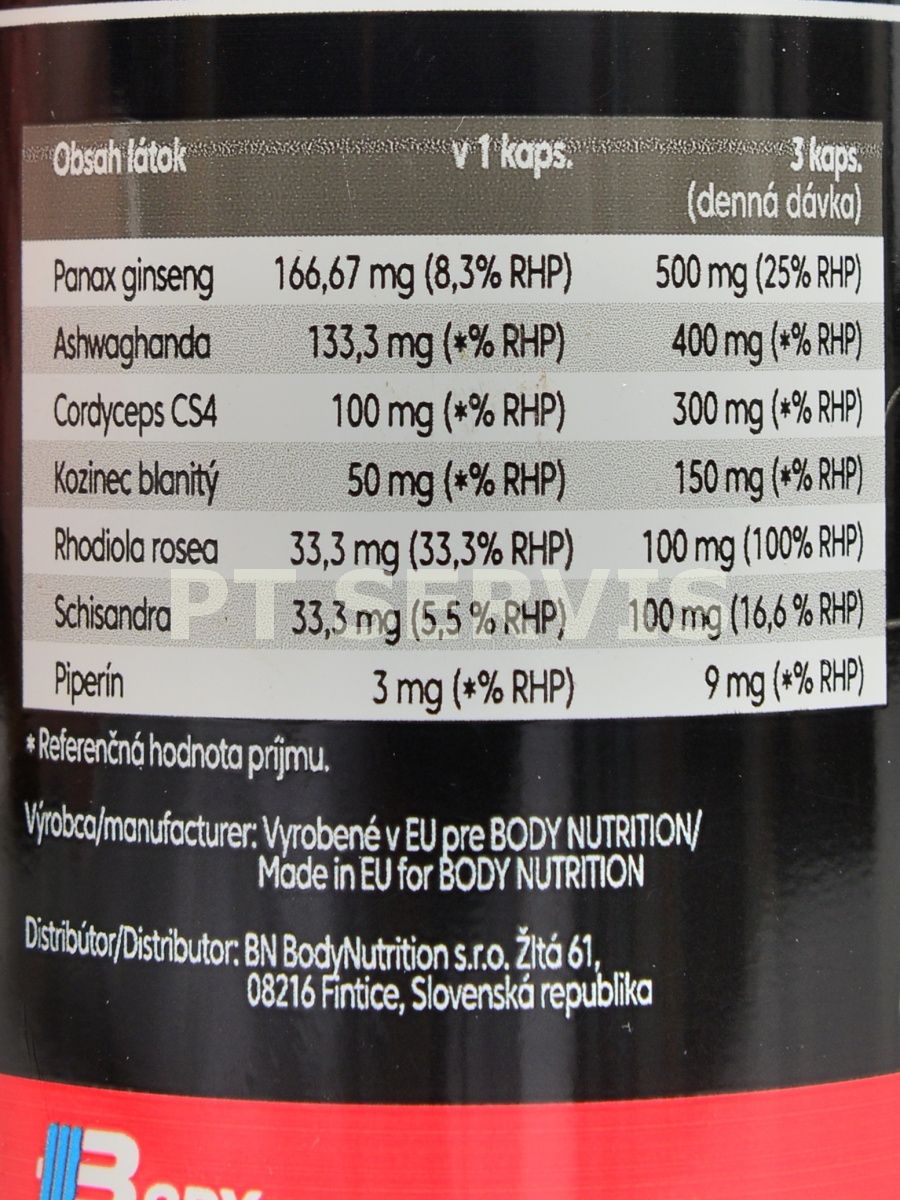 Obsah látok v 1 kaps. 3 kaps.
(denná dávka)
Panax ginseng 166,67 mg (8,3% RHP) 500 mg (25% RHP)
Ashwaghanda 133,3 mg (*% RHP) 400 mg (*% RHP)
Cordyceps CS4 100 mg (*% RHP) 300 mg (*% RHP)
Kozinec blanitý 50 mg (*% RHP) 150 mg (*% RHP)
Rhodiola rosea 33,3 mg (33,3% RHP) 100 mg (100% RHP)
PT SERVIS
Schisandra 33,3 mg (5,5 % RHP) 100 mg (16,6 % RHP)
Piperín 3 mg (*% RHP) 9 mg (*% RHP)
* Referenčná hodnota príjmu.
Výrobca/manufacturer: Vyrobené v EU pre BODY NUTRITION/
Made in EU for BODY NUTRITION
Distribútor/Distributor: BN BodyNutrition s.r.o. Žltá 61,
08216 Fintice, Slovenská republika
BODY